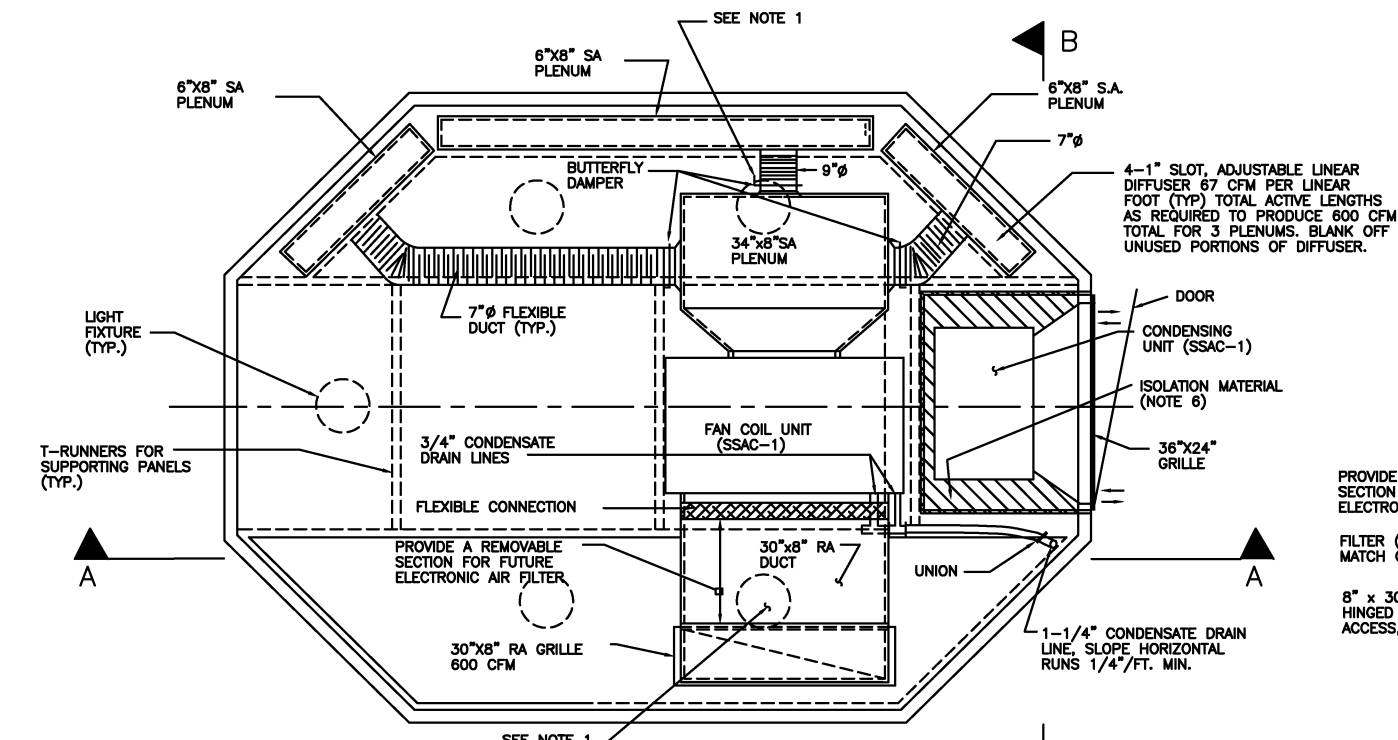 SEE NOTE 1
B
6"X8" SA
PLENUM
6"X8" SA
PLENUM
6"X8" S.A.
PLENUM
7"Ø
BUTTERFLY
DAMPER
9"Ø
4-1" SLOT, ADJUSTABLE LINEAR
DIFFUSER 67 CFM PER LINEAR
FOOT (TYP) TOTAL ACTIVE LENGTHS
AS REQUIRED TO PRODUCE 600 CFM
TOTAL FOR 3 PLENUMS. BLANK OFF
UNUSED PORTIONS OF DIFFUSER.
34"x8"SA
PLENUM
7"Ø FLEXIBLE
DUCT (TYP.)
LIGHT
FIXTURE
(TYP.)
DOOR
CONDENSING
UNIT (SSAC-1)
ISOLATION MATERIAL
(NOTE 6)
36"X24"
GRILLE
T-RUNNERS FOR
SUPPORTING PANELS
(TYP.)
3/4" CONDENSATE
DRAIN LINES
FAN COIL UNIT
(SSAC-1)
FLEXIBLE CONNECTION
PROVIDE A REMOVABLE
SECTION FOR FUTURE
ELECTRONIC AIR FILTER
30"x8" RA
DUCT
UNION
A
A
PROVIDE
SECTION
ELECTRO
FILTER (
MATCH
8" x 30
HINGED
ACCESS,
30"X8" RA GRILLE
600 CFM
1-1/4" CONDENSATE DRAIN
LINE, SLOPE HORIZONTAL
RUNS 1/4"/FT. MIN.
SEE NOTE 1